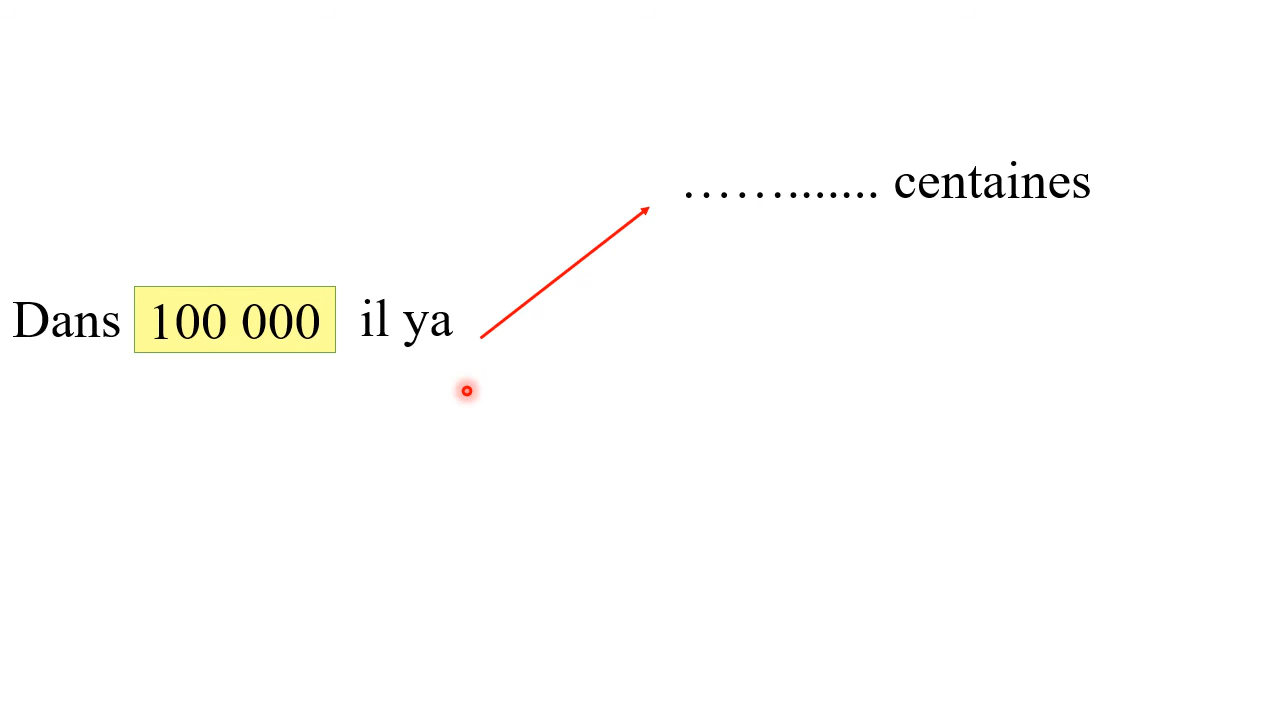 ……....... centaines
Dans 100 000 il ya